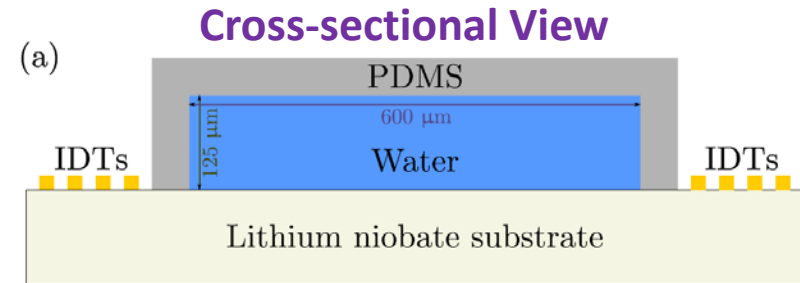 Cross-sectional View
(a)
PDMS
600 µm
125 µm
IDTs
Water
IDTs
Lithium niobate substrate